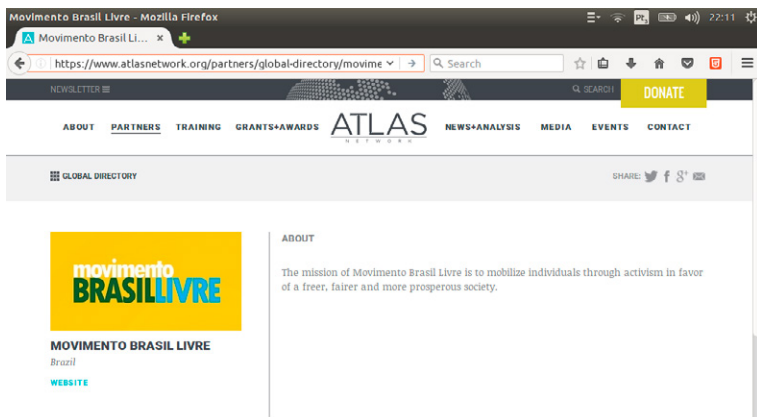 Movimento Brasil Livre - Mozilla Firefox
Pt₁ 22:11
Movimento Brasil Li... ×
https://www.atlasnetwork.org/partners/global-directory/movime
Search
NEWSLETTER
SEARCH
DONATE
ABOUT PARTNERS TRAINING GRANTS+AWARDS ATLAS NEWS+ANALYSIS MEDIA EVENTS CONTACT
NETWORK
GLOBAL DIRECTORY
SHARE:
ABOUT
The mission of Movimento Brasil Livre is to mobilize individuals through activism in favor
of a freer, fairer and more prosperous society.
movimento
BRASILLIVRE
MOVIMENTO BRASIL LIVRE
Brazil
WEBSITE